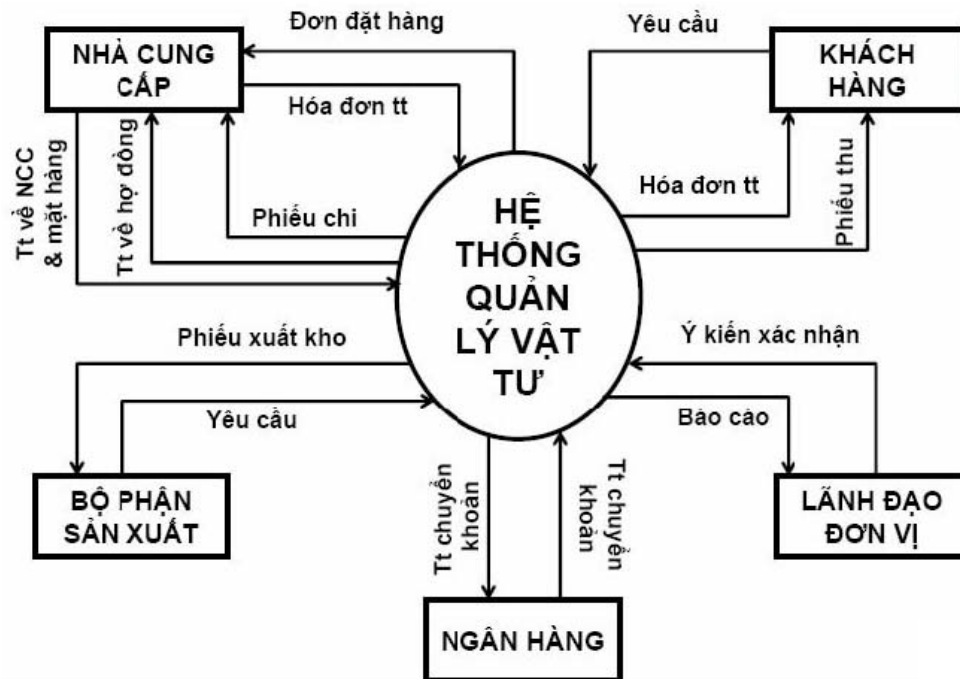 Đơn đặt hàng
Yêu cầu
NHÀ CUNG
CẤP
KHÁCH
HÀNG
Hóa đơn tt
Tt về NCC
& mặt hàng
Tt về hợ đồng
Phiếu chi
HỆ
THỐNG
QUẢN
LÝ VẬT
TƯ
Hóa đơn tt
Phiếu thu
Phiếu xuất kho
Ý kiến xác nhận
Yêu cầu
Báo cáo
BỘ PHẬN
SẢN XUẤT
Tt chuyển
khoản
Tt chuyển
khoản
LÃNH ĐẠO
ĐƠN VỊ
NGÂN HÀNG